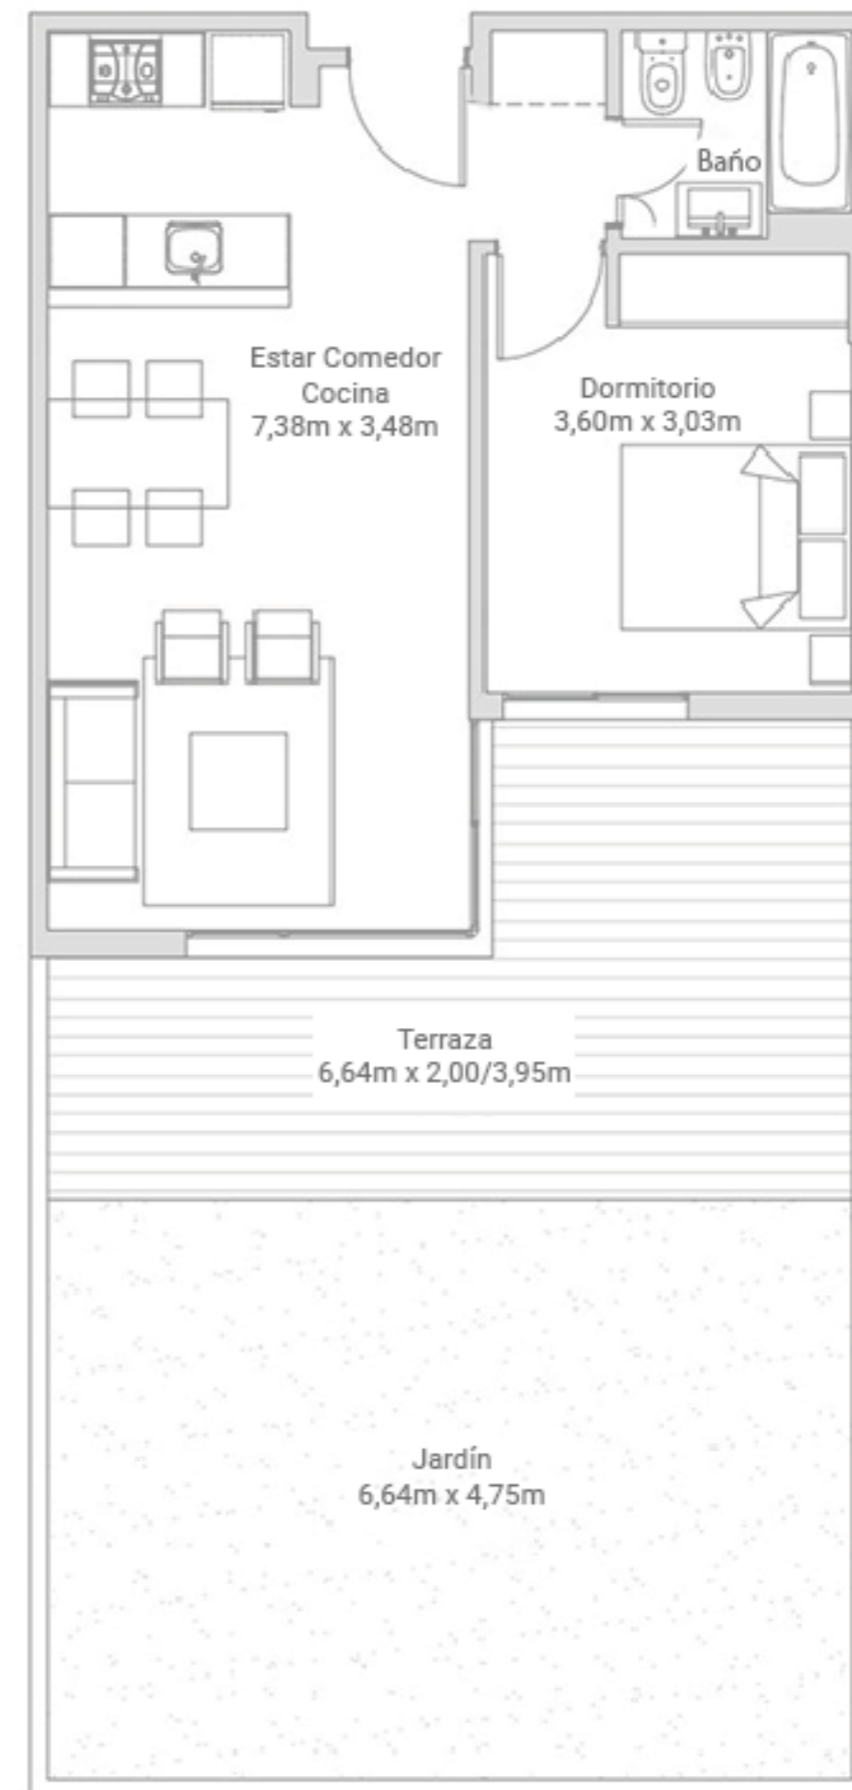 Baño
Estar Comedor
Cocina
7,38m x 3,48m
Dormitorio
3,60m x 3,03m
Terraza
6,64m x 2,00/3,95m
Jardín
6,64m x 4,75m